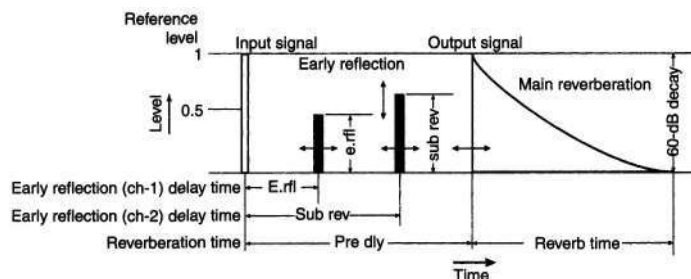 Reference level
1
Input signal
Output signal
Early reflection
Main reverberation
Level
0.5
e.rfl
sub rev
60-dB decay
Early reflection (ch-1) delay time
E.rfl
Early reflection (ch-2) delay time
Sub rev
Reverberation time
Pre dly
Reverb time
Time